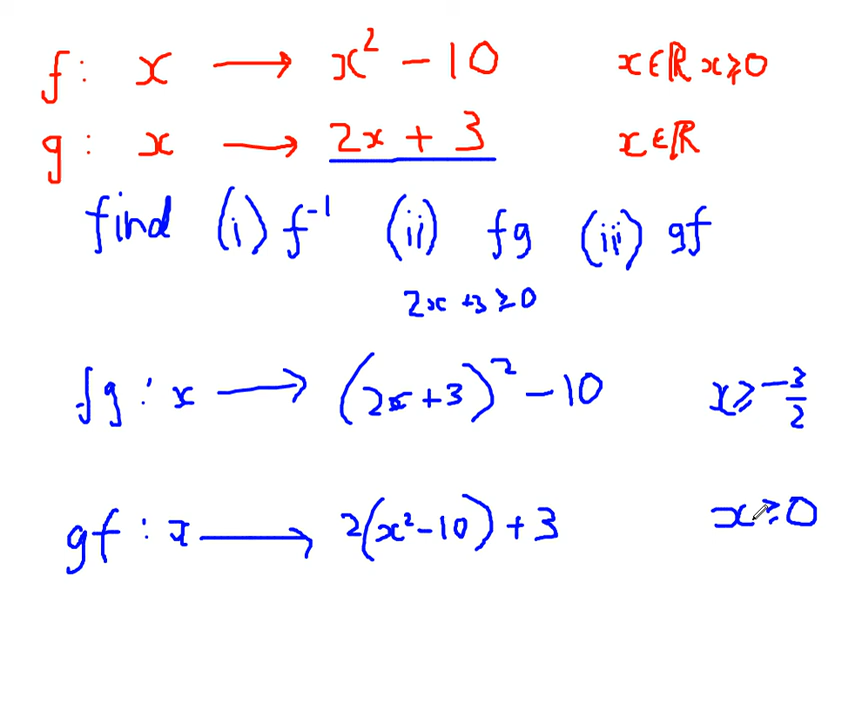 f : x → x² - 10 x ∈ ℝ x ⩾ 0
g : x → 2x + 3 x ∈ ℝ
find (i) f⁻¹ (ii) fg (iii) gf
2x + 3 ⩾ 0
fg : x → (2x + 3)² - 10 x ⩾ -3/2
gf : x → 2(x² - 10) + 3 x ⩾ 0